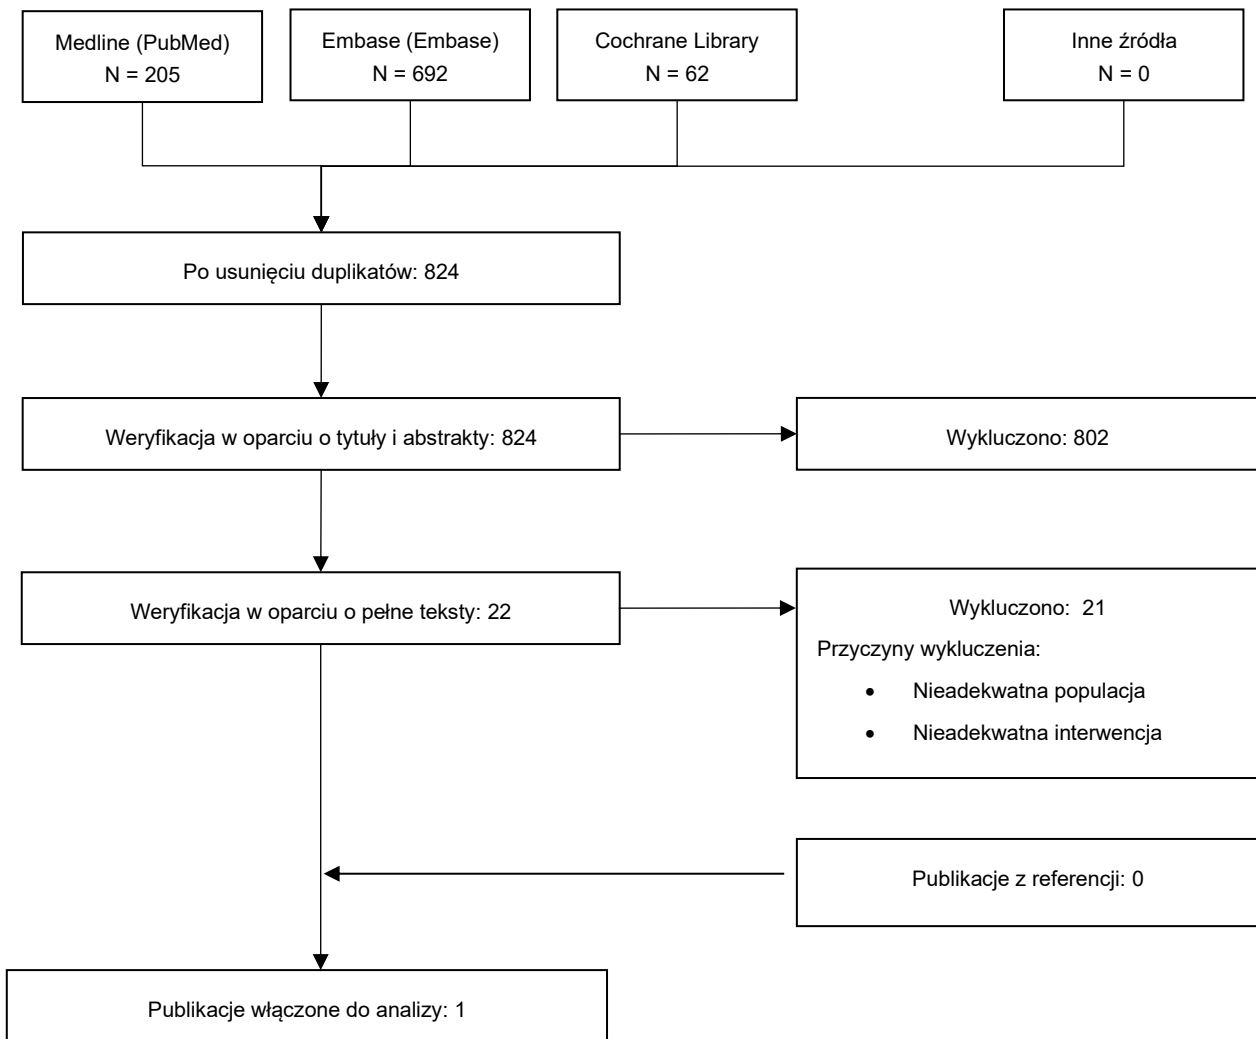 Medline (PubMed)
N = 205
Embase (Embase)
N = 692
Cochrane Library
N = 62
Inne źródła
N = 0
Po usunięciu duplikatów: 824
Weryfikacja w oparciu o tytuły i abstrakty: 824
Wykluczono: 802
Weryfikacja w oparciu o pełne teksty: 22
Wykluczono: 21
Przyczyny wykluczenia:
• Nieadekwatna populacja
• Nieadekwatna interwencja
Publikacje z referencji: 0
Publikacje włączone do analizy: 1